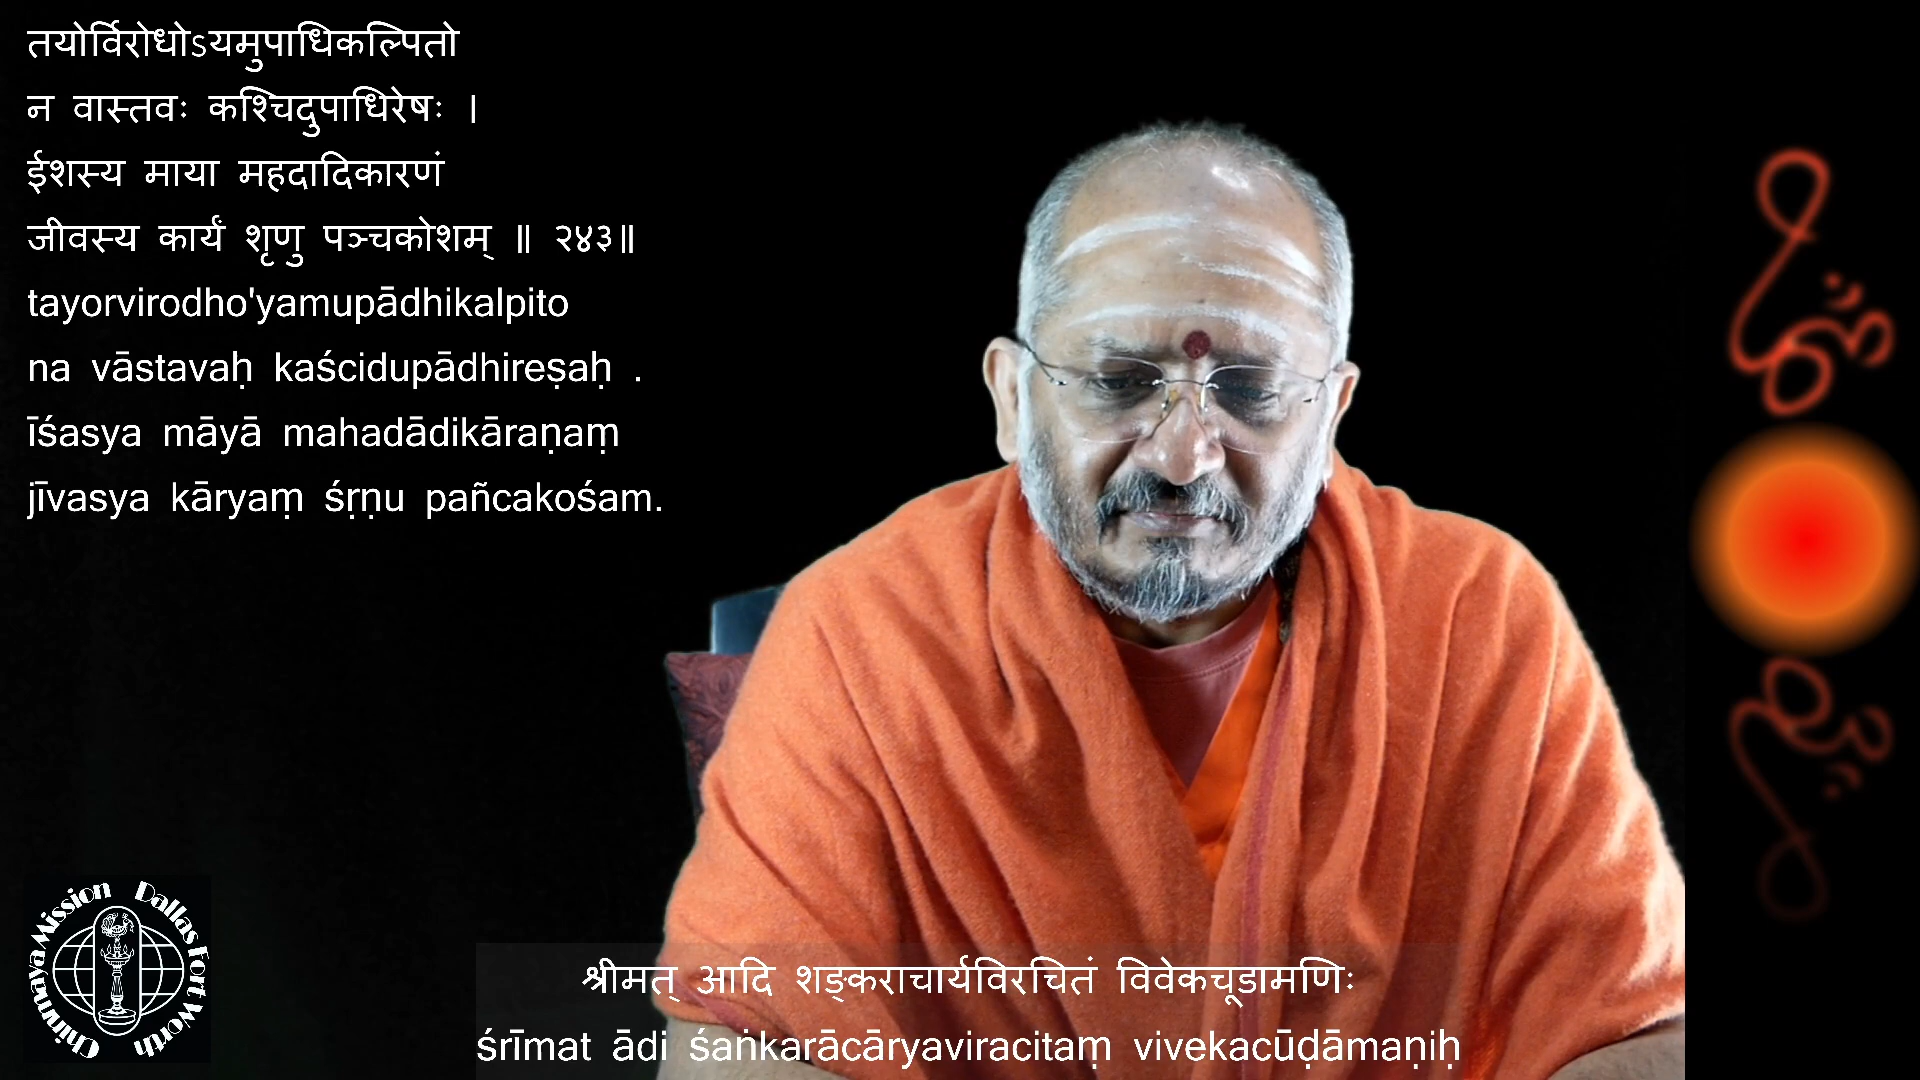 तयोर्विरोधोऽयमुपाधिकल्पितो
न वास्तवः कश्चिदुपाधिरेषः ।
ईशस्य माया महदादिकारणं
जीवस्य कार्यं शृणु पञ्चकोशम् ॥ २४३॥
tayorvirodho'yamupādhikalpito
na vāstavaḥ kaścidupādhireṣaḥ .
īśasya māyā mahadādikāraṇaṃ
jīvasya kāryaṃ śṛṇu pañcakośam.
Chinmaya Mission Dallas Fort Worth
श्रीमत् आदि शङ्कराचार्यविरचितं विवेकचूडामणिः
śrīmat ādi śaṅkarācāryaviracitaṃ vivekacūḍāmaṇiḥ